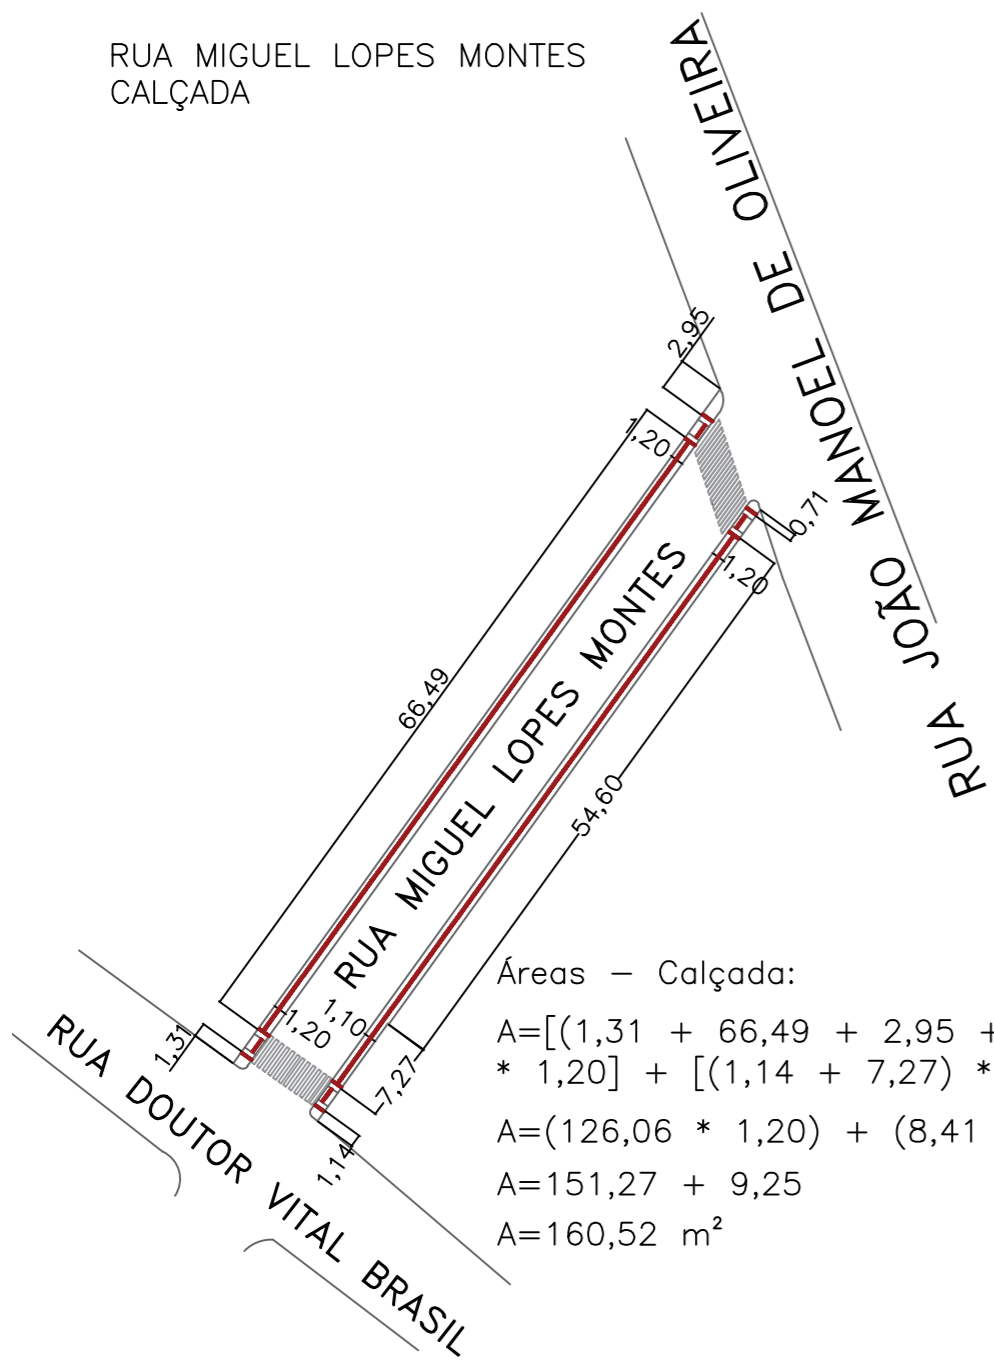 RUA MIGUEL LOPES MONTES
CALÇADA
RUA JOÃO MANOEL DE OLIVEIRA
2,95
1,20
0,71
1,20
66,49
RUA MIGUEL LOPES MONTES
54,60
1,10
1,20
1,31
7,27
1,14
RUA DOUTOR VITAL BRASIL
Áreas - Calçada:
A=[(1,31 + 66,49 + 2,95 +
* 1,20] + [(1,14 + 7,27) *
A=(126,06 * 1,20) + (8,41
A=151,27 + 9,25
A=160,52 m²